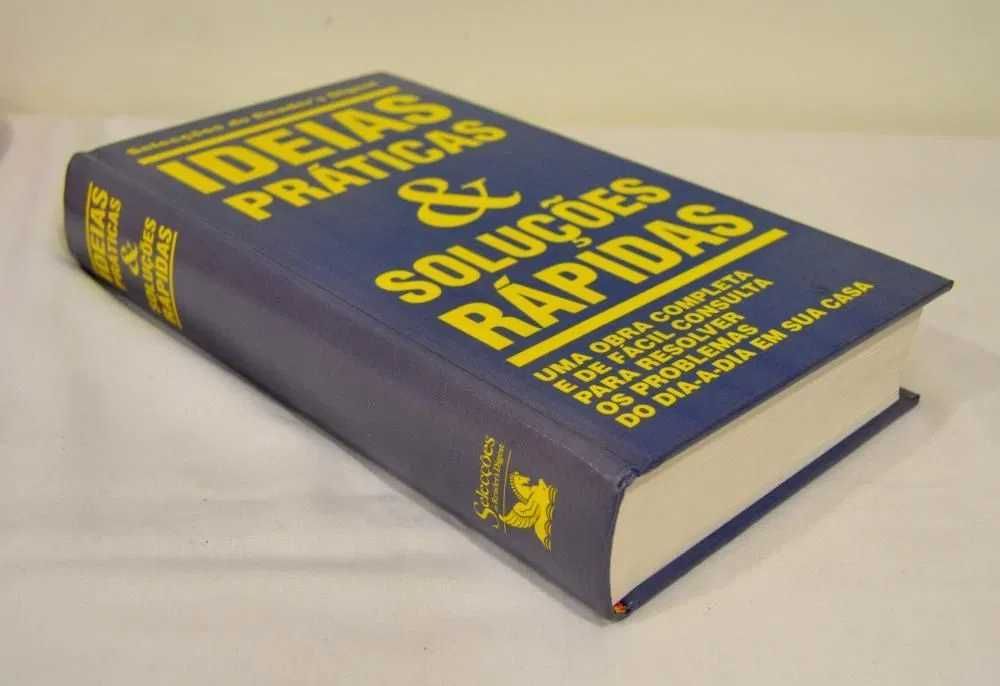 Selecções do Reader's Digest
IDEIAS
PRÁTICAS
&
SOLUÇÕES
RÁPIDAS
UMA OBRA COMPLETA
E DE FÁCIL CONSULTA
PARA RESOLVER
OS PROBLEMAS
DO DIA-A-DIA EM SUA CASA
IDEIAS
PRÁTICAS
&
SOLUÇÕES
RÁPIDAS
Selecções
do Reader's Digest